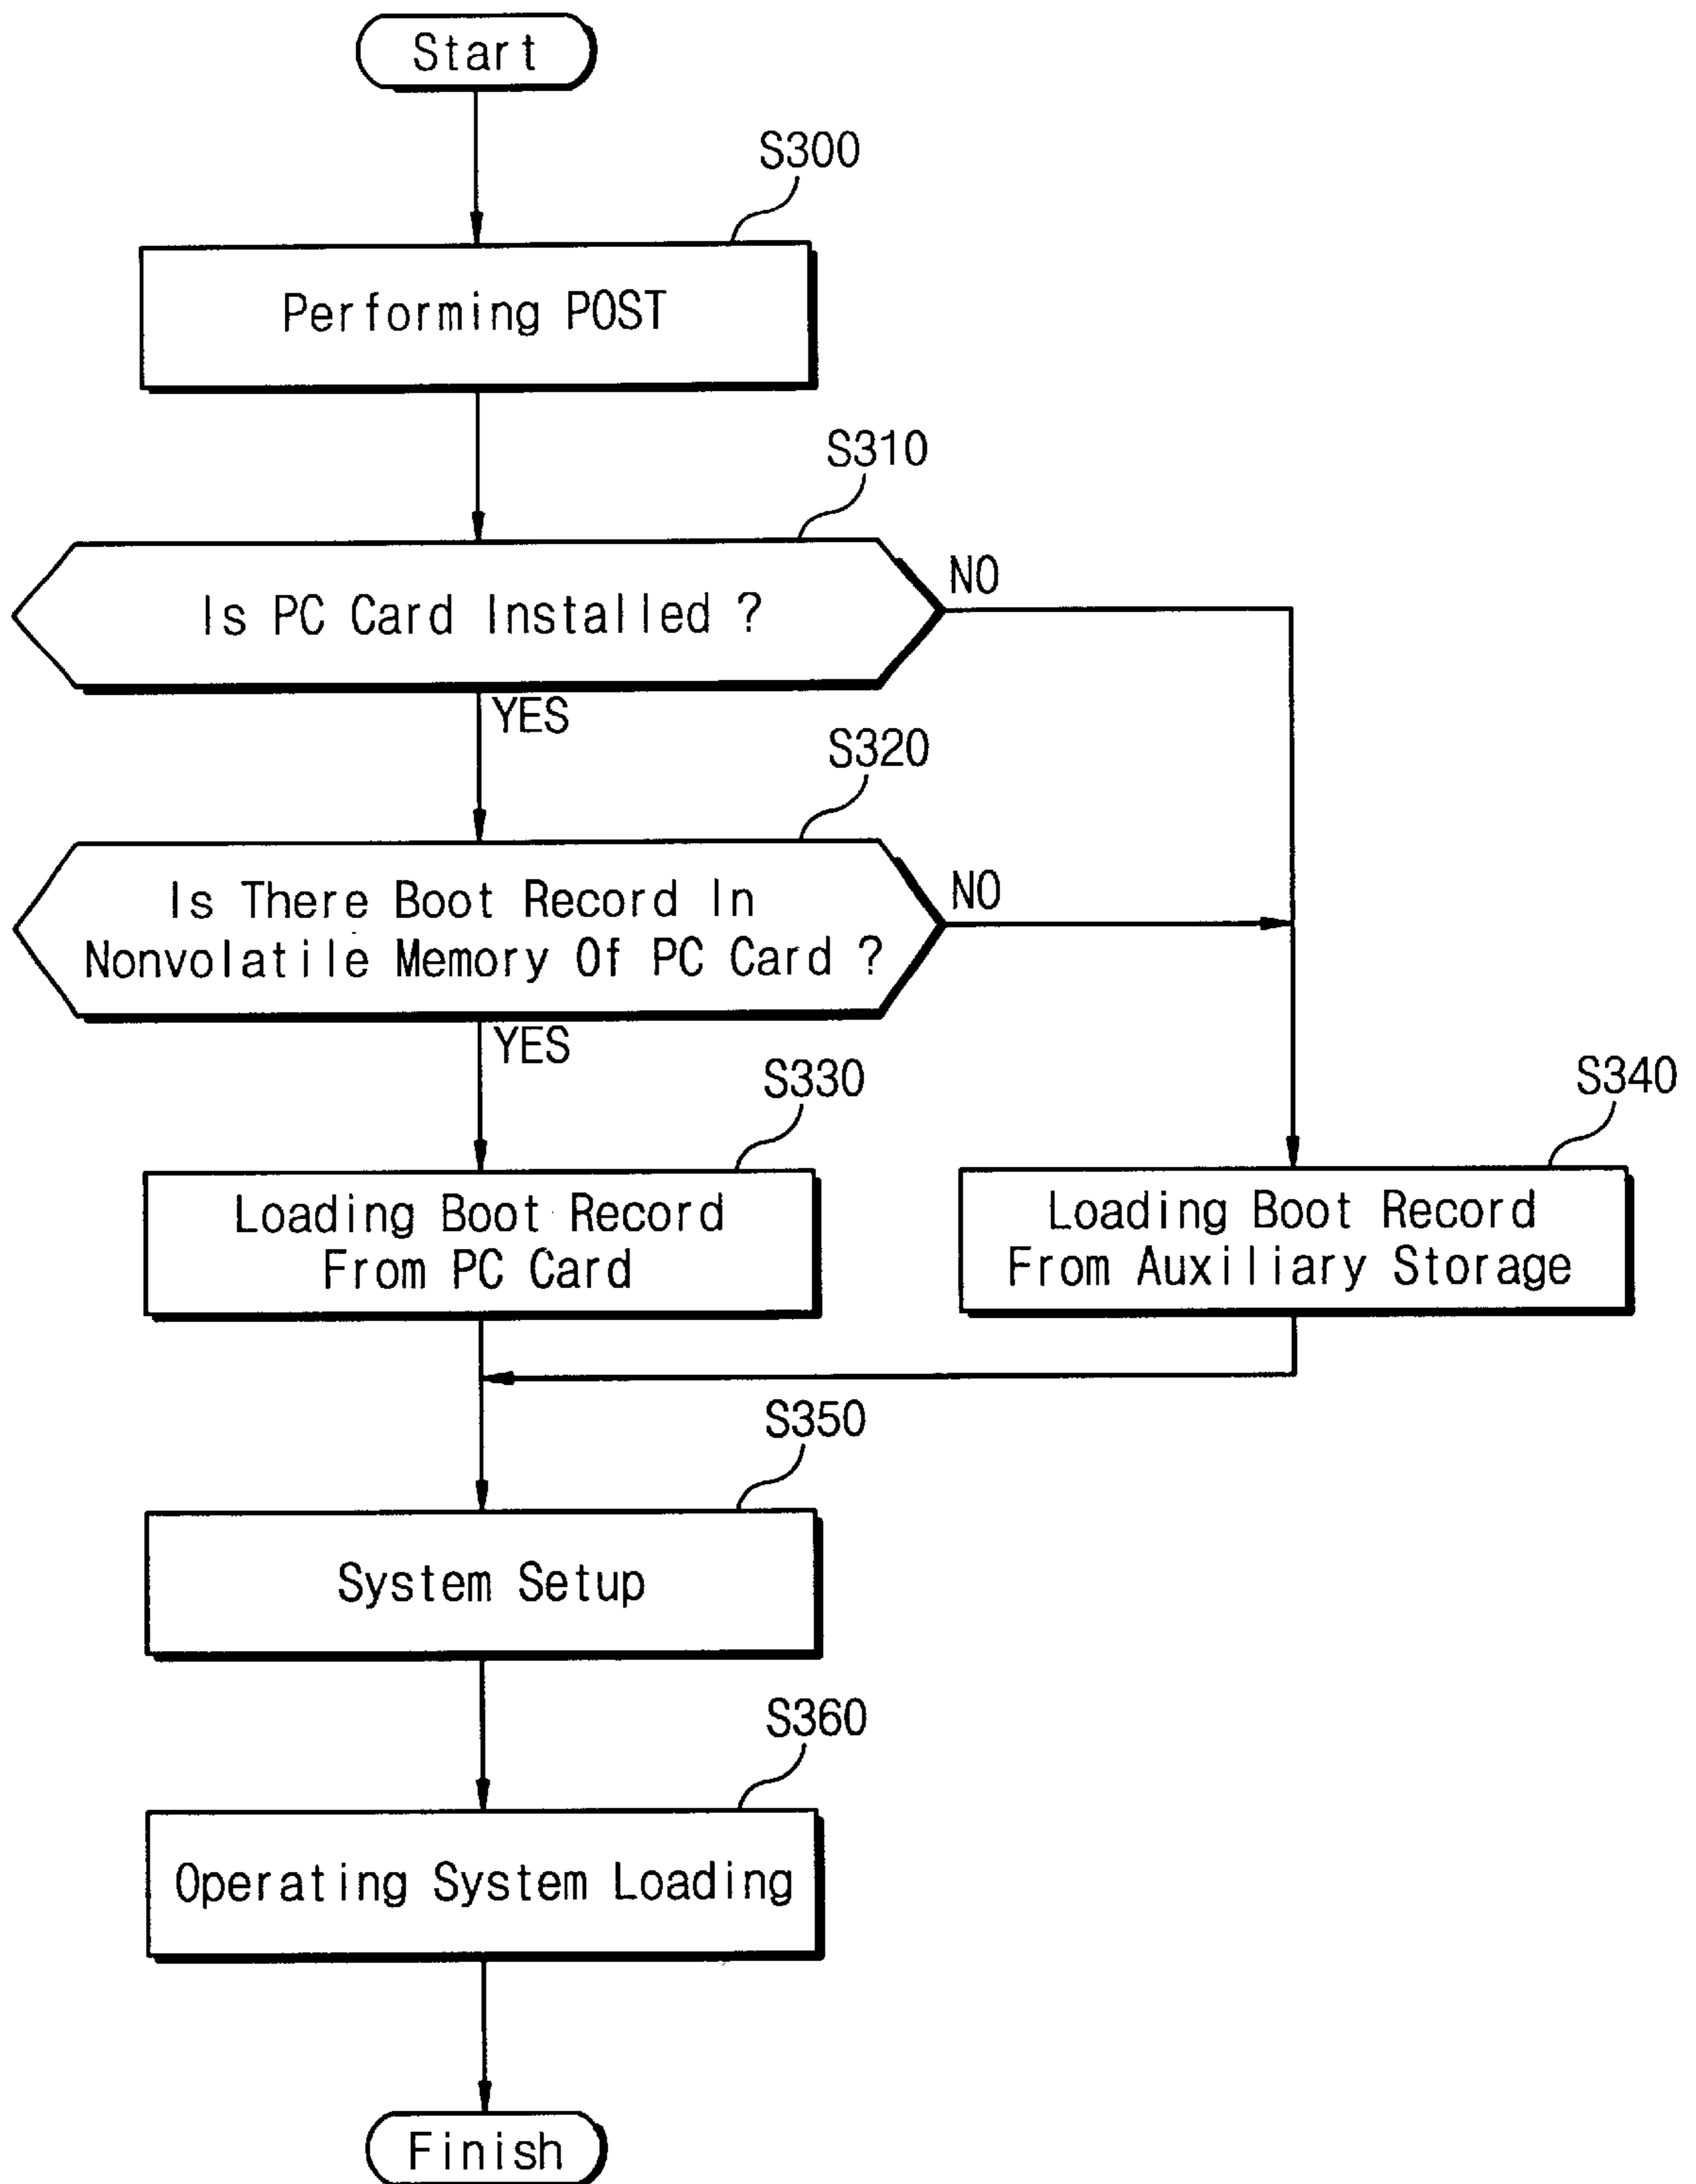 Start
S300
Performing POST
S310
Is PC Card Installed ?
NO
YES
S320
Is There Boot Record In
Nonvolatile Memory Of PC Card ?
NO
YES
S330
Loading Boot Record
From PC Card
S340
Loading Boot Record
From Auxiliary Storage
S350
System Setup
S360
Operating System Loading
Finish